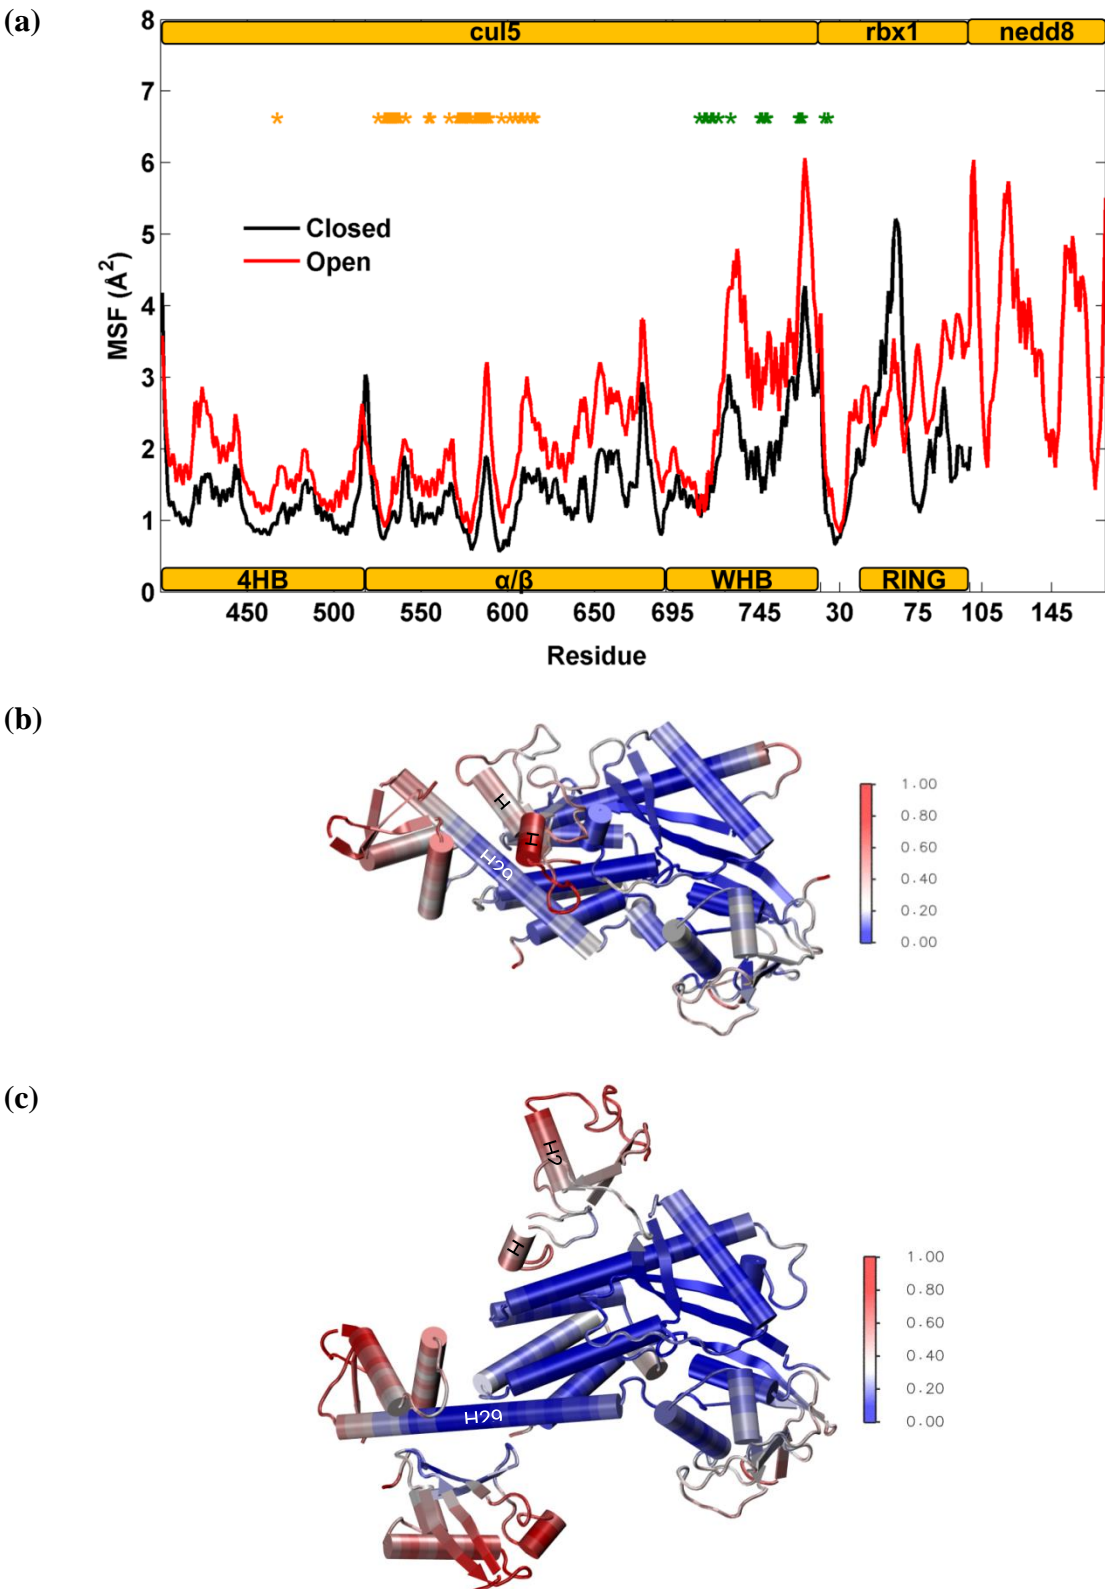 (a)
8
7
6
5
4
3
2
1
0
MSF (Å²)
cul5 rbx1 nedd8
Closed
Open
4HB α/β WHB RING
450 500 550 600 650 695 745 30 75 105 145
Residue
(b)
H
H
H29
1.00
0.80
0.60
0.40
0.20
0.00
(c)
H2
H
H29
1.00
0.80
0.60
0.40
0.20
0.00